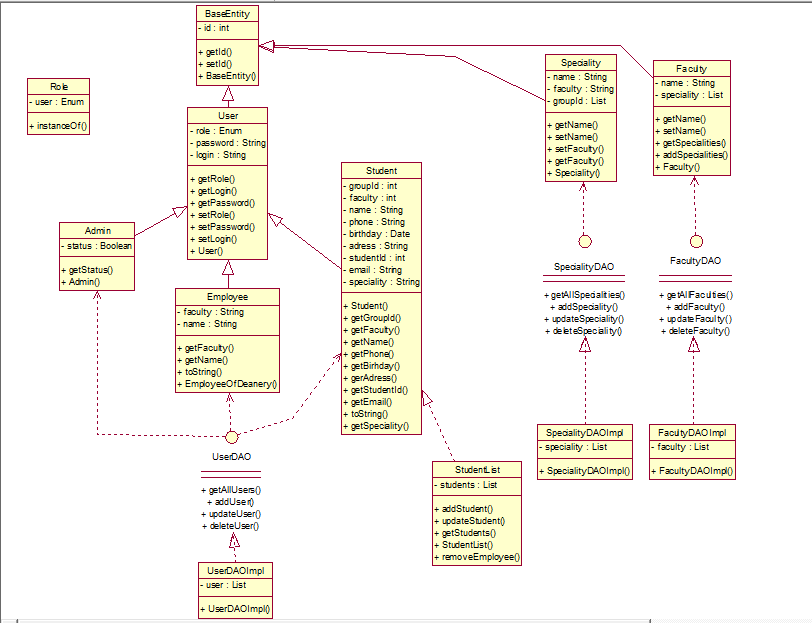 BaseEntity
- id : int
+ getId()
+ setId()
+ BaseEntity()
Role
- user : Enum
+ instanceOf()
User
- role : Enum
- password : String
- login : String
+ getRole()
+ getLogin()
+ getPassword()
+ setRole()
+ setPassword()
+ setLogin()
+ User()
Speciality
- name : String
- faculty : String
- groupId : List
+ getName()
+ setName()
+ setFaculty()
+ getFaculty()
+ Speciality()
Faculty
- name : String
- speciality : List
+ getName()
+ setName()
+ getSpecialities()
+ addSpecialities()
+ Faculty()
Student
- groupId : int
- faculty : int
- name : String
- phone : String
- birthday : Date
- adress : String
- studentId : int
- email : String
- speciality : String
+ Student()
+ getGroupId()
+ getFaculty()
+ getName()
+ getPhone()
+ getBirhday()
+ gerAdress()
+ getStudentId()
+ getEmail()
+ toString()
+ getSpeciality()
Admin
- status : Boolean
+ getStatus()
+ Admin()
Employee
- faculty : String
- name : String
+ getFaculty()
+ getName()
+ toString()
+ EmployeeOfDeanery()
SpecialityDAO
+ getAllSpecialities()
+ addSpeciality()
+ updateSpeciality()
+ deleteSpeciality()
FacultyDAO
+ getAllFaculties()
+ addFaculty()
+ updateFaculty()
+ deleteFaculty()
UserDAO
+ getAllUsers()
+ addUser()
+ updateUser()
+ deleteUser()
SpecialityDAOImpl
- speciality : List
+ SpecialityDAOImpl()
FacultyDAOImpl
- faculty : List
+ FacultyDAOImpl()
StudentList
- students : List
+ addStudent()
+ updateStudent()
+ getStudents()
+ StudentList()
+ removeEmployee()
UserDAOImpl
- user : List
+ UserDAOImpl()